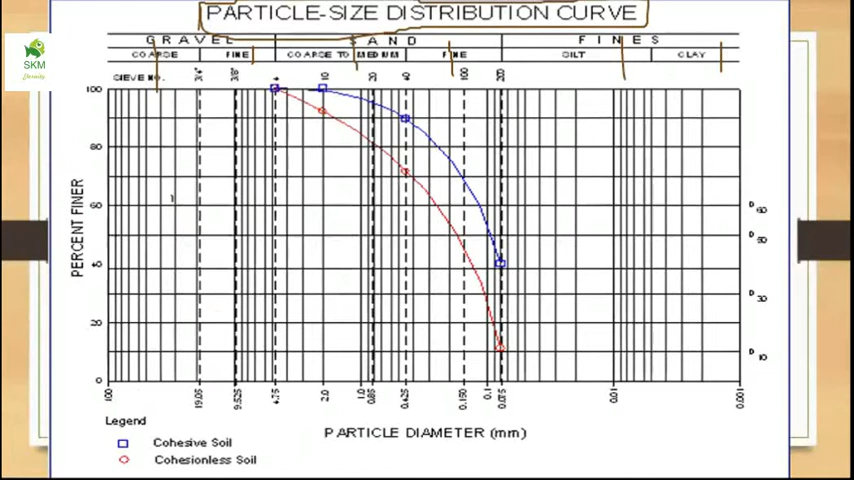 PARTICLE-SIZE DISTRIBUTION CURVE
GRAVEL SAND FINES
COARSE FINE COARSE TO MEDIUM FINE SILT CLAY
SKM
SIEVE NO. 3/4" 3/8" 4 10 20 40 100 200
100
80
60
40
20
0
PERCENT FINER
D60
D50
D30
D10
100 19.05 9.525 4.75 2.0 1.0 0.85 0.425 0.150 0.1 0.075 0.01 0.001
PARTICLE DIAMETER (mm)
Legend
Cohesive Soil
Cohesionless Soil